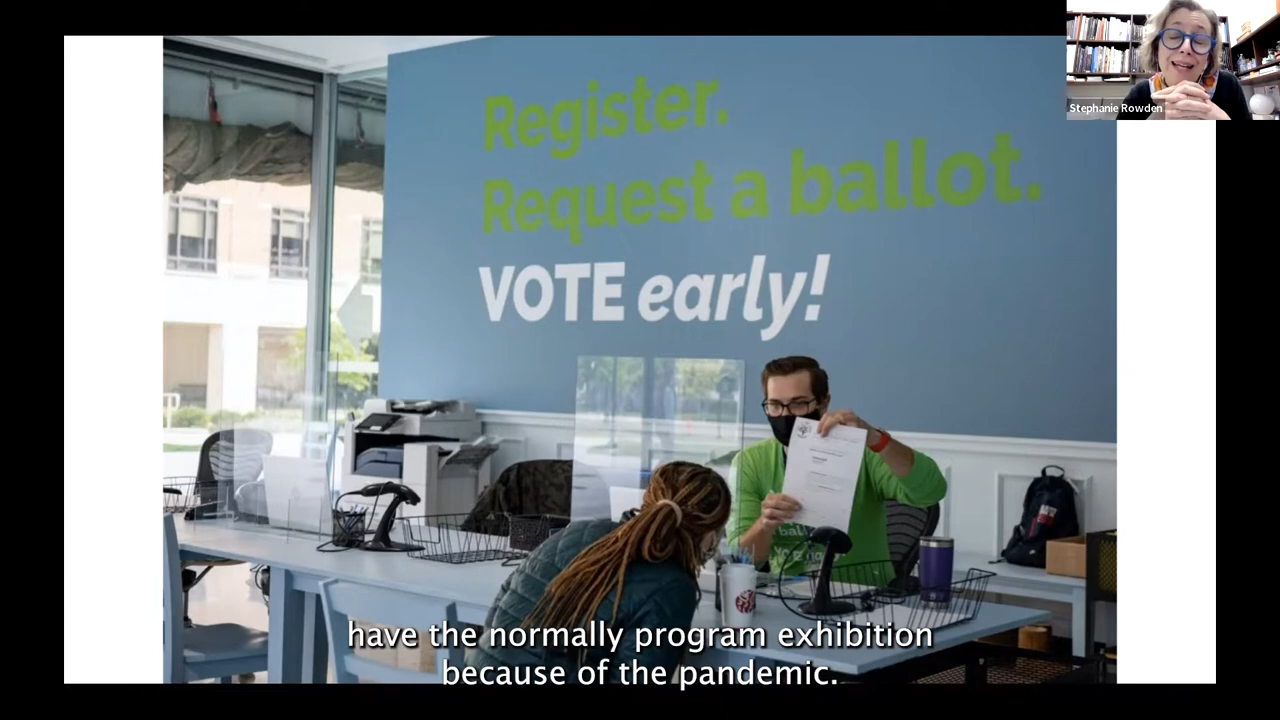 Stephanie Rowden
Register.
Request a ballot.
VOTE early!
have the normally program exhibition
because of the pandemic.